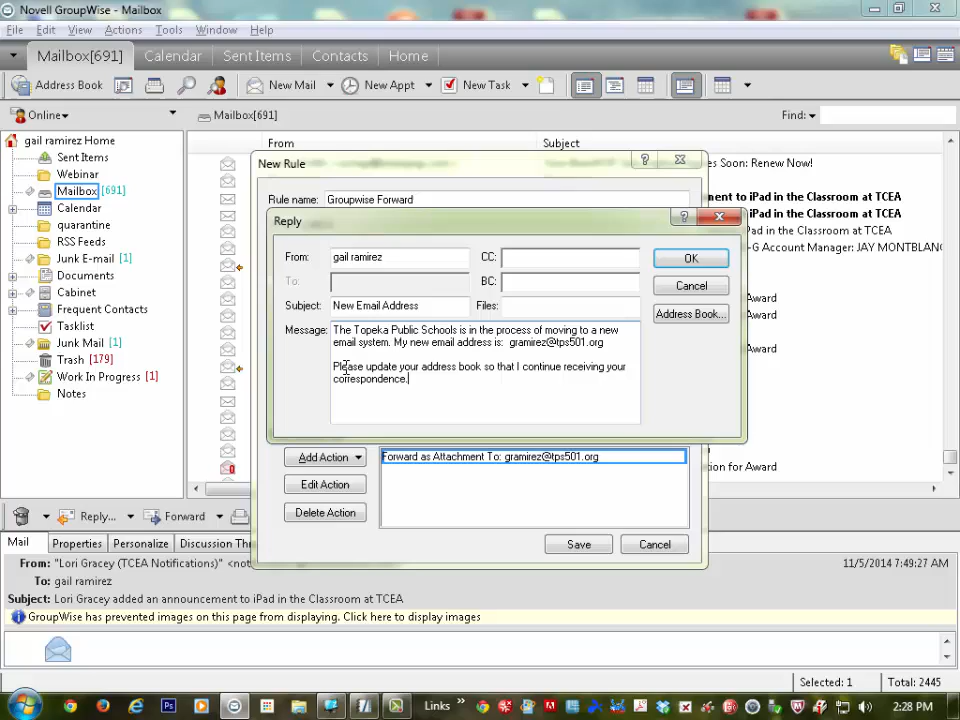 Novell GroupWise - Mailbox
File Edit View Actions Tools Window Help
Mailbox[691] Calendar Sent Items Contacts Home
Address Book New Mail New Appt New Task
Online Mailbox[691] Find:
gail ramirez Home
Sent Items
Webinar
Mailbox [691]
Calendar
quarantine
RSS Feeds
Junk E-mail [1]
Documents
Cabinet
Frequent Contacts
Tasklist
Junk Mail [1]
Trash [179]
Work In Progress [1]
Notes
From Subject
s Soon: Renew Now!
ment to iPad in the Classroom at TCEA
iPad in the Classroom at TCEA
Pad in the Classroom at TCEA
-G Account Manager: JAY MONTBLANC
Award
Award
Award
tion for Award
New Rule
Rule name: Groupwise Forward
Reply
From: gail ramirez CC:
To: BC:
Subject: New Email Address Files:
Message: The Topeka Public Schools is in the process of moving to a new
email system. My new email address is: gramirez@tps501.org
Please update your address book so that I continue receiving your
correspondence.
OK
Cancel
Address Book...
Add Action Forward as Attachment To: gramirez@tps501.org
Edit Action
Delete Action
Save Cancel
Reply... Forward
Mail Properties Personalize Discussion Thr
From: "Lori Gracey (TCEA Notifications)" <not 11/5/2014 7:49:27 AM
To: gail ramirez
Subject: Lori Gracey added an announcement to iPad in the Classroom at TCEA
GroupWise has prevented images on this page from displaying. Click here to display images
Selected: 1 Total: 2445
Links 2:28 PM